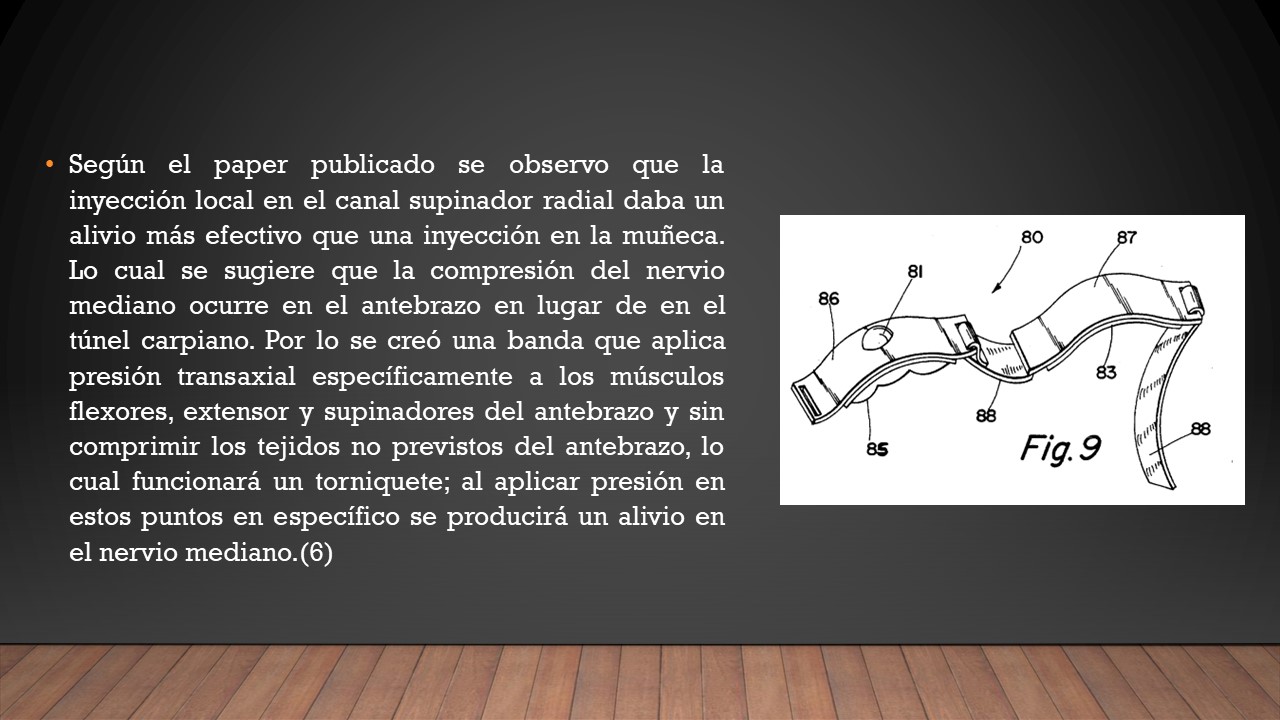 • Según el paper publicado se observo que la
inyección local en el canal supinador radial daba un
alivio más efectivo que una inyección en la muñeca.
Lo cual se sugiere que la compresión del nervio
mediano ocurre en el antebrazo en lugar de en el
túnel carpiano. Por lo se creó una banda que aplica
presión transaxial específicamente a los músculos
flexores, extensor y supinadores del antebrazo y sin
comprimir los tejidos no previstos del antebrazo, lo
cual funcionará un torniquete; al aplicar presión en
estos puntos en específico se producirá un alivio en
el nervio mediano.(6)
80
87
81
86
83
88
88
85
Fig. 9